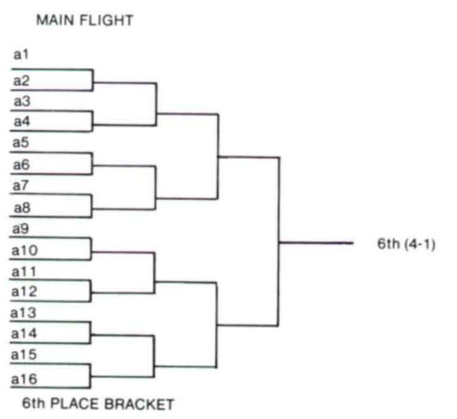 MAIN FLIGHT
a1
a2
a3
a4
a5
a6
a7
a8
a9
a10
a11
a12
a13
a14
a15
a16
6th (4-1)
6th PLACE BRACKET